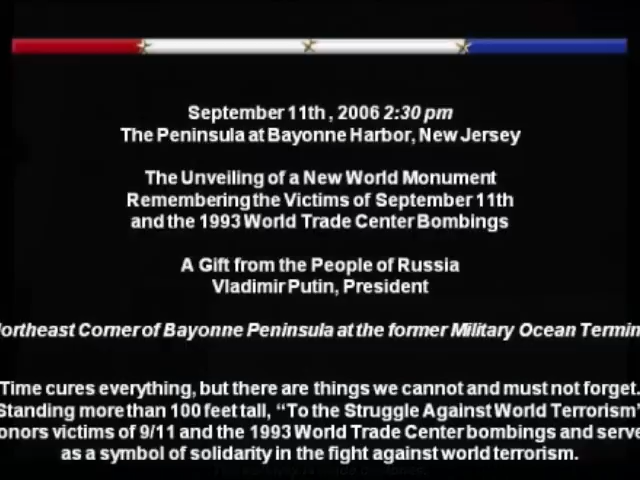 September 11th , 2006 2:30 pm
The Peninsula at Bayonne Harbor, New Jersey
The Unveiling of a New World Monument
Remembering the Victims of September 11th
and the 1993 World Trade Center Bombings
A Gift from the People of Russia
Vladimir Putin, President
ortheast Corner of Bayonne Peninsula at the former Military Ocean Termin
Time cures everything, but there are things we cannot and must not forget.
Standing more than 100 feet tall, “To the Struggle Against World Terrorism”
onors victims of 9/11 and the 1993 World Trade Center bombings and serve
as a symbol of solidarity in the fight against world terrorism.